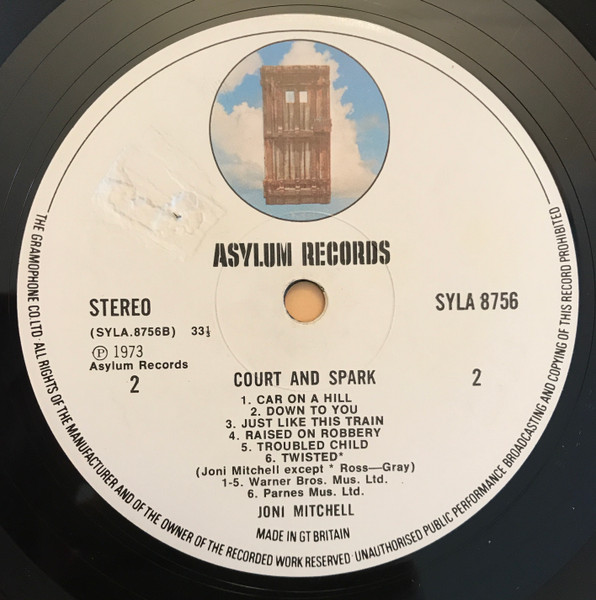 ASYLUM RECORDS
STEREO
SYLA 8756
(SYLA.8756B) 33⅓
Ⓟ 1973
Asylum Records
2
2
COURT AND SPARK
1. CAR ON A HILL
2. DOWN TO YOU
3. JUST LIKE THIS TRAIN
4. RAISED ON ROBBERY
5. TROUBLED CHILD
6. TWISTED*
(Joni Mitchell except * Ross—Gray)
1-5. Warner Bros. Mus. Ltd.
6. Parnes Mus. Ltd.
JONI MITCHELL
MADE IN GT BRITAIN
THE GRAMOPHONE CO. LTD · ALL RIGHTS OF THE MANUFACTURER AND OF THE OWNER OF THE RECORDED WORK RESERVED · UNAUTHORISED PUBLIC PERFORMANCE BROADCASTING AND COPYING OF THIS RECORD PROHIBITED